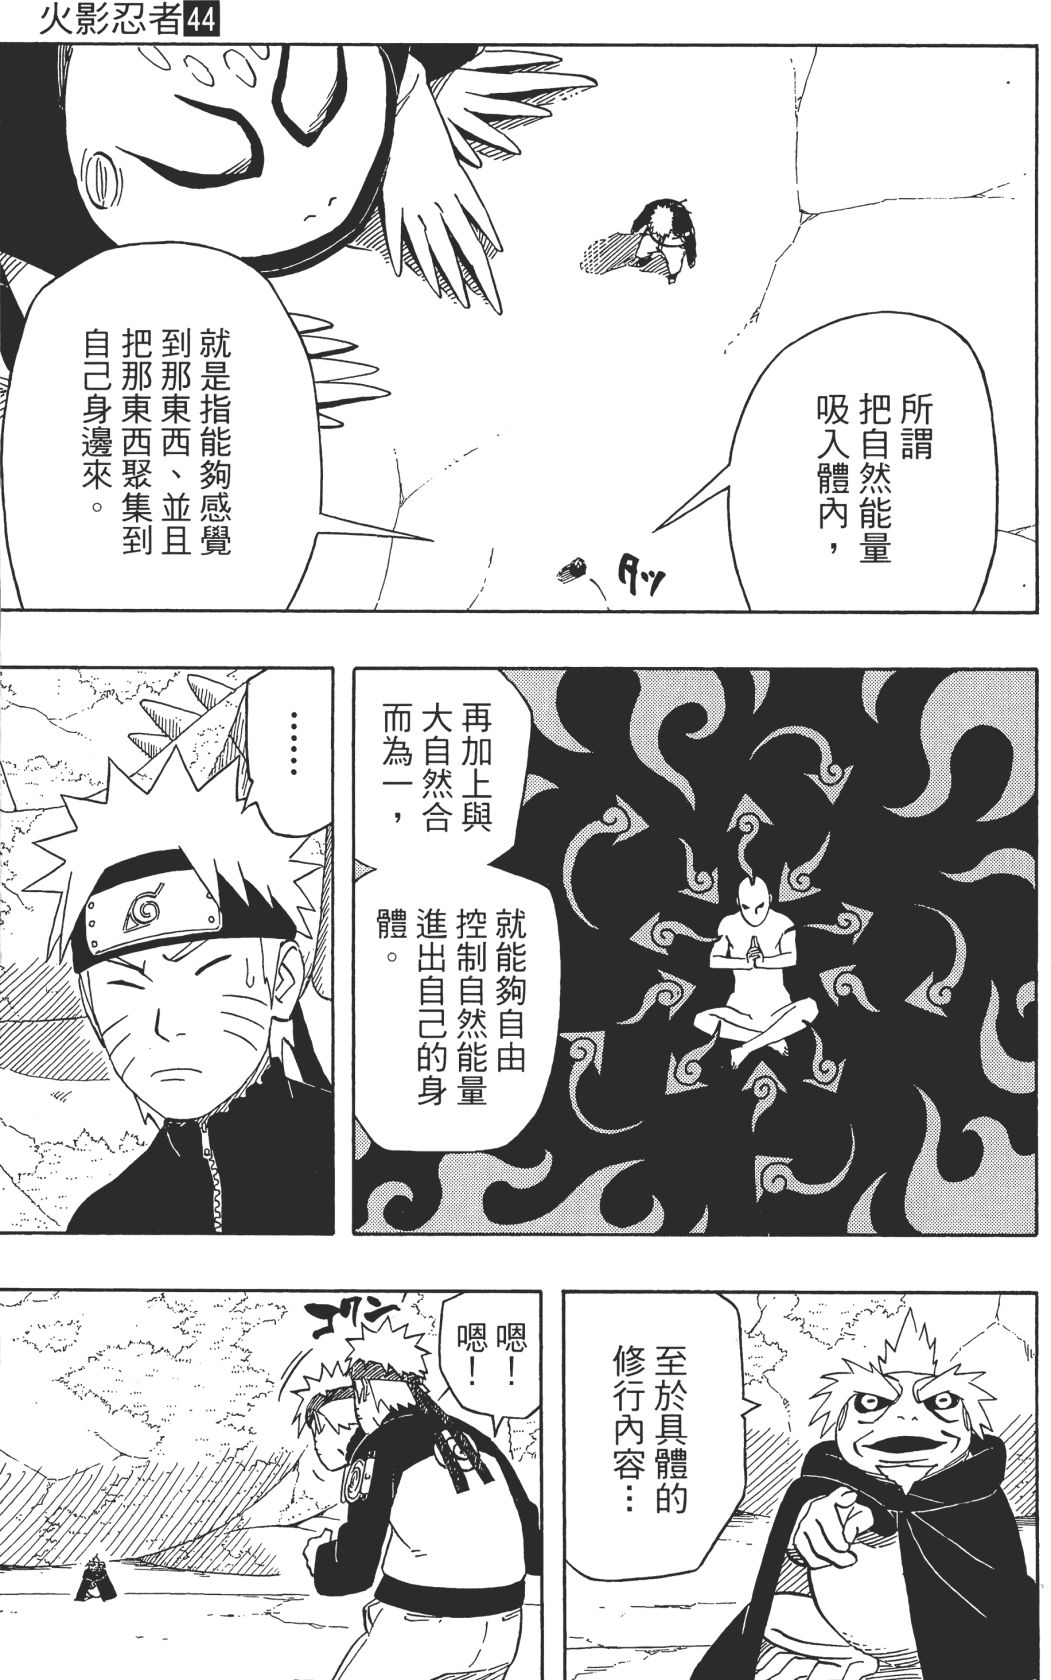 火影忍者44
所謂
把自然能量
吸入體內，
就是指能夠感覺
到那東西、並且
把那東西聚集到
自己身邊來。
タッ
再加上與
大自然合
而為一，
就能夠自由
控制自然能量
進出自己的身
體。
……
至於具體的
修行內容…
嗯！
嗯！
コクン